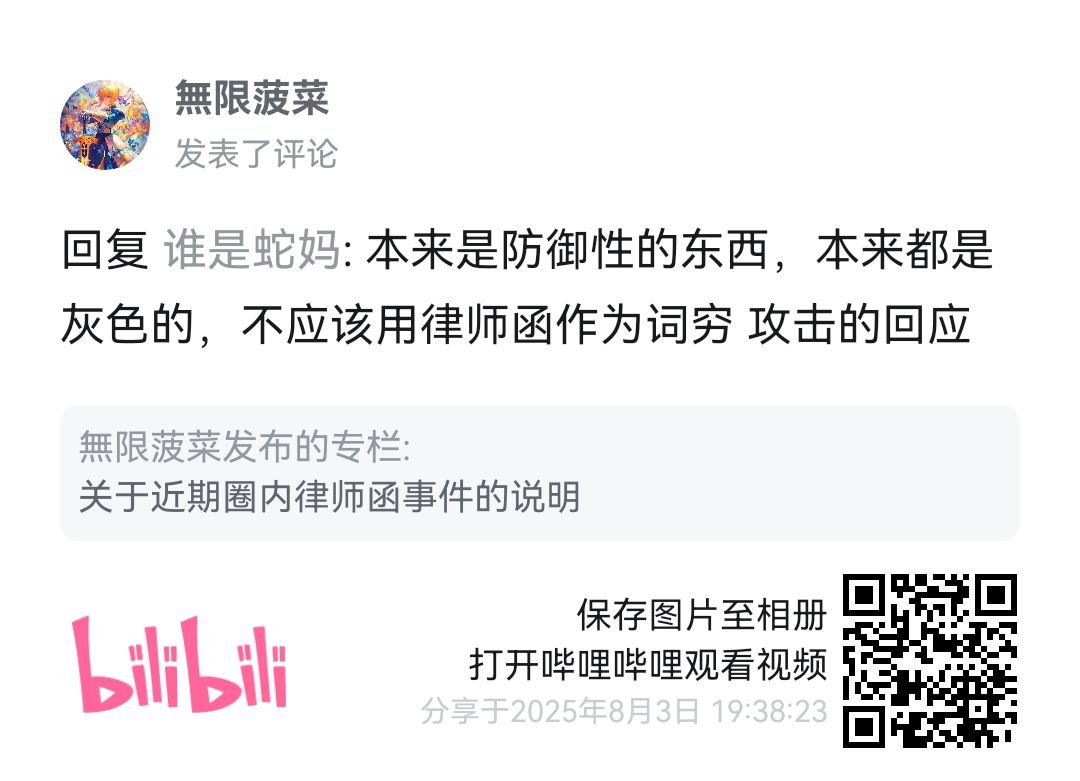 無限菠菜
发表了评论
回复 谁是蛇妈: 本来是防御性的东西，本来都是
灰色的，不应该用律师函作为词穷 攻击的回应
無限菠菜发布的专栏:
关于近期圈内律师函事件的说明
bilibili
保存图片至相册
打开哔哩哔哩观看视频
分享于2025年8月3日 19:38:23